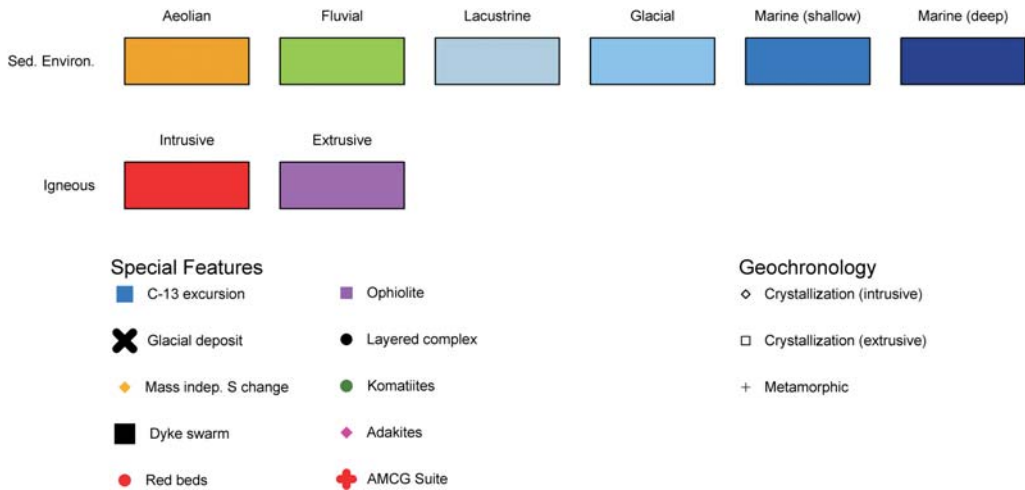 Aeolian Fluvial Lacustrine Glacial Marine (shallow) Marine (deep)
Sed. Environ.
Intrusive Extrusive
Igneous
Special Features Geochronology
C-13 excursion Ophiolite Crystallization (intrusive)
Glacial deposit Layered complex Crystallization (extrusive)
Mass indep. S change Komatiites Metamorphic
Dyke swarm Adakites
Red beds AMCG Suite